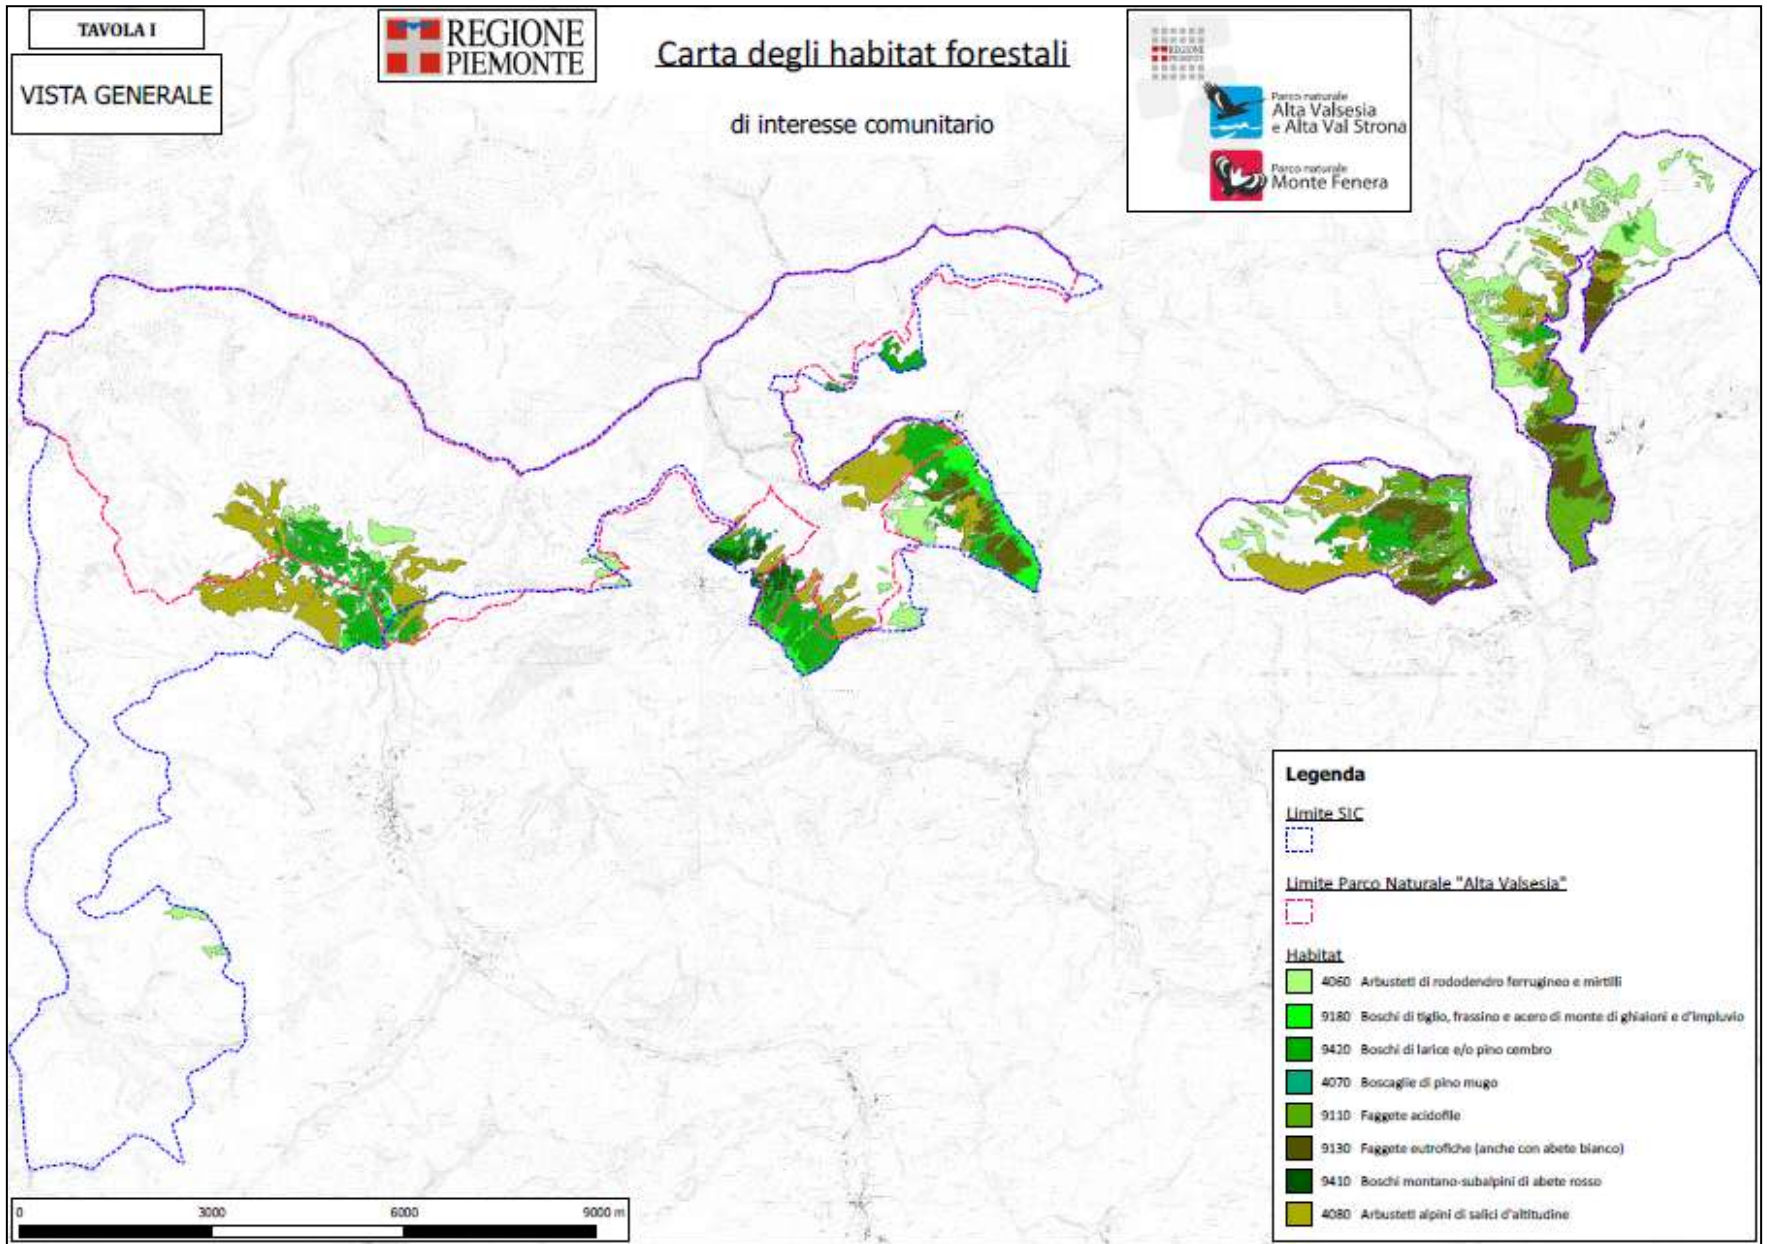 TAVOLA I
VISTA GENERALE
REGIONE
PIEMONTE
Carta degli habitat forestali
di interesse comunitario
REGIONE
PIEMONTE
Parco naturale
Alta Valsesia
e Alta Val Strona
Parco naturale
Monte Fenera
Legenda
Limite SIC
Limite Parco Naturale "Alta Valsesia"
Habitat
4060 Arbusteti di rododendro ferrugineo e mirtilli
9180 Boschi di tiglio, frassino e acero di monte di ghiaioni e d'impluvio
9420 Boschi di larice e/o pino cembro
4070 Boscaglie di pino mugo
9110 Faggete acidofile
9130 Faggete eutrofiche (anche con abete bianco)
9410 Boschi montano-subalpini di abete rosso
4080 Arbusteti alpini di salici d'altitudine
0 3000 6000 9000 m